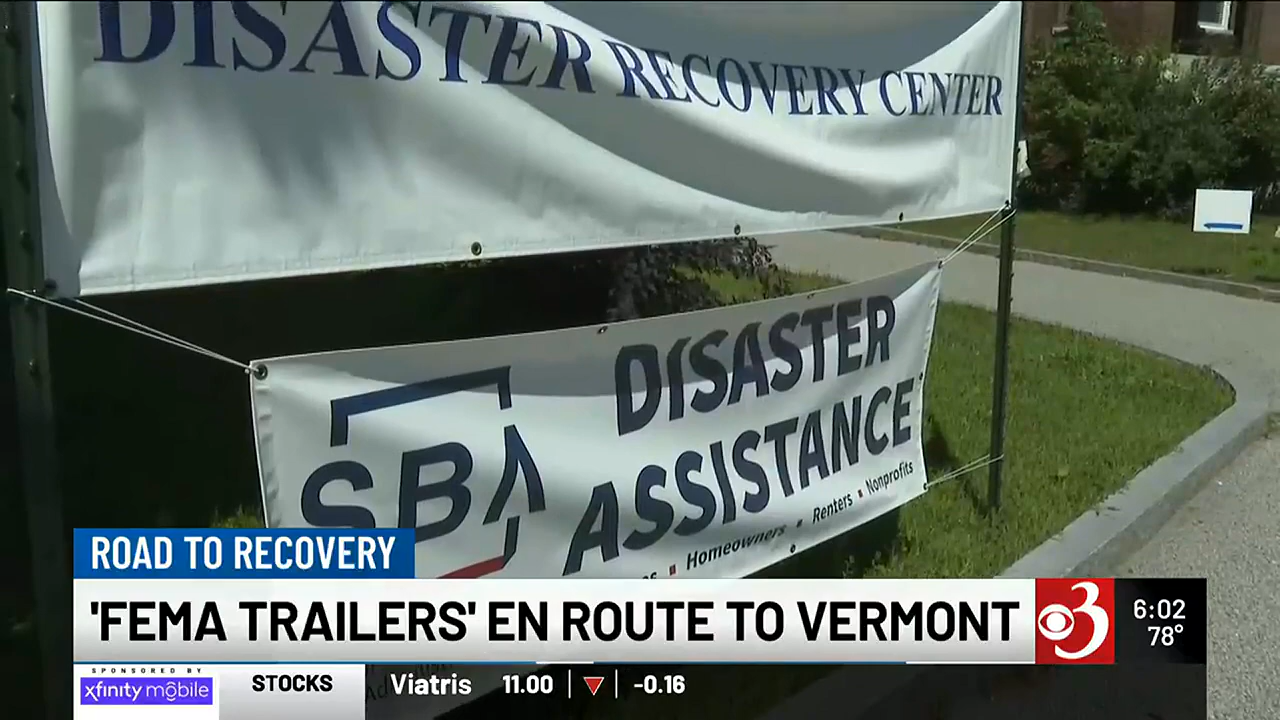 DISASTER RECOVERY CENTER
SBA
DISASTER
ASSISTANCE
Homeowners ▪ Renters ▪ Nonprofits
ROAD TO RECOVERY
'FEMA TRAILERS' EN ROUTE TO VERMONT
3
6:02
78°
SPONSORED BY
xfinity mobile
STOCKS
Viatris 11.00 ▼ -0.16